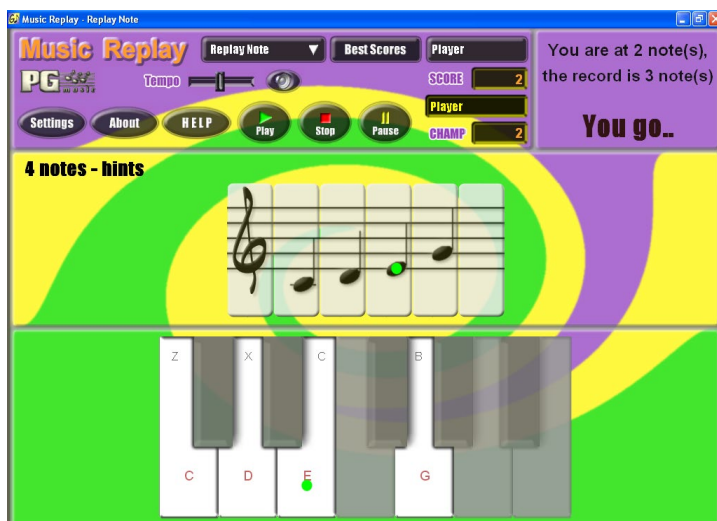 Music Replay - Replay Note
Music Replay
Replay Note
Best Scores
Player
PG music
Tempo
SCORE 2
Player
CHAMP 2
Settings
About
HELP
Play
Stop
Pause
You are at 2 note(s),
the record is 3 note(s)
You go..
4 notes - hints
Z X C B
C D E G